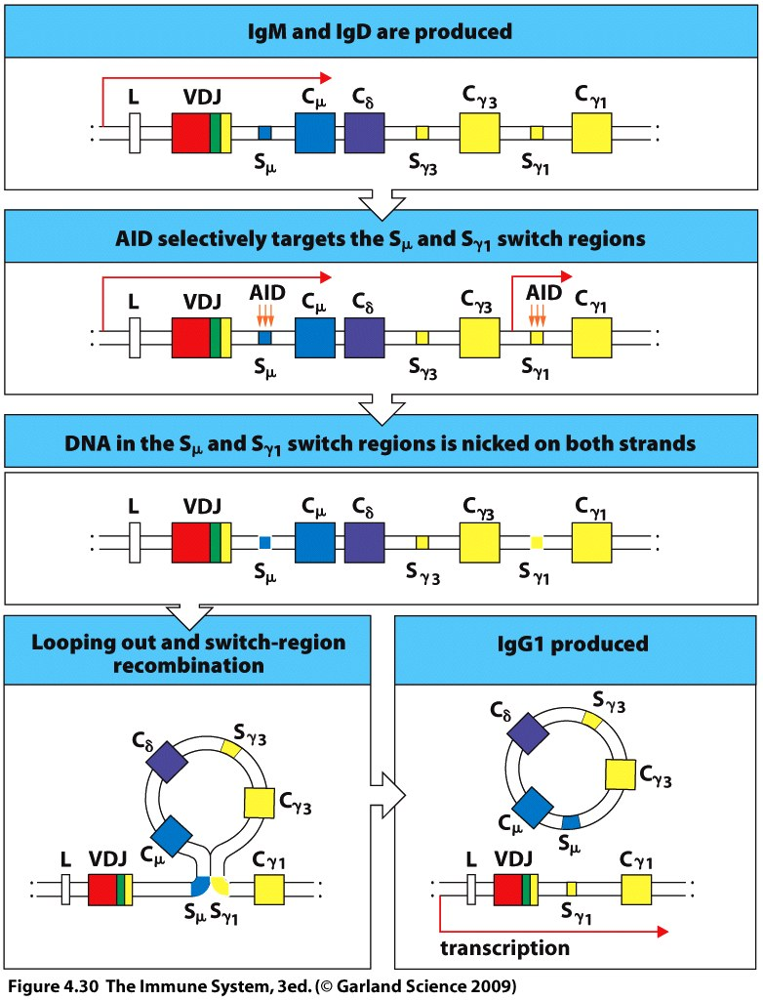 IgM and IgD are produced
L VDJ Cμ Cδ Cγ3 Cγ1
Sμ Sγ3 Sγ1
AID selectively targets the Sμ and Sγ1 switch regions
L VDJ AID Cμ Cδ Cγ3 AID Cγ1
Sμ Sγ3 Sγ1
DNA in the Sμ and Sγ1 switch regions is nicked on both strands
L VDJ Cμ Cδ Cγ3 Cγ1
Sμ Sγ3 Sγ1
Looping out and switch-region
recombination
Cδ Sγ3
Cγ3
Cμ
L VDJ Cγ1
Sμ Sγ1
IgG1 produced
Sγ3
Cδ
Cγ3
Cμ Sμ
L VDJ Cγ1
Sγ1
transcription
Figure 4.30 The Immune System, 3ed. (© Garland Science 2009)